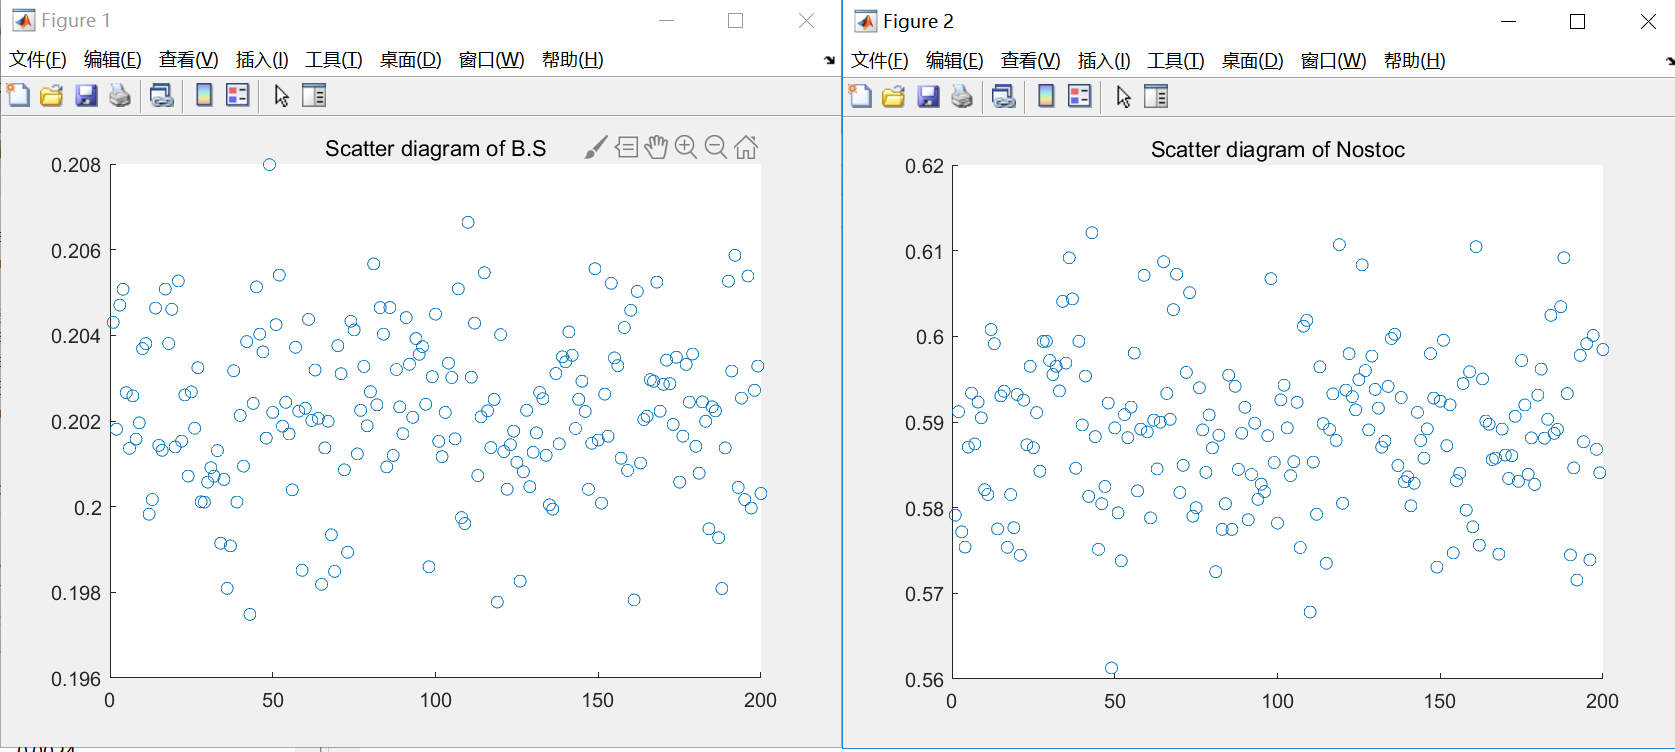 Figure 1
文件(F) 编辑(E) 查看(V) 插入(I) 工具(T) 桌面(D) 窗口(W) 帮助(H)
Scatter diagram of B.S
0.208
0.206
0.204
0.202
0.2
0.198
0.196
0 50 100 150 200
Figure 2
文件(F) 编辑(E) 查看(V) 插入(I) 工具(T) 桌面(D) 窗口(W) 帮助(H)
Scatter diagram of Nostoc
0.62
0.61
0.6
0.59
0.58
0.57
0.56
0 50 100 150 200